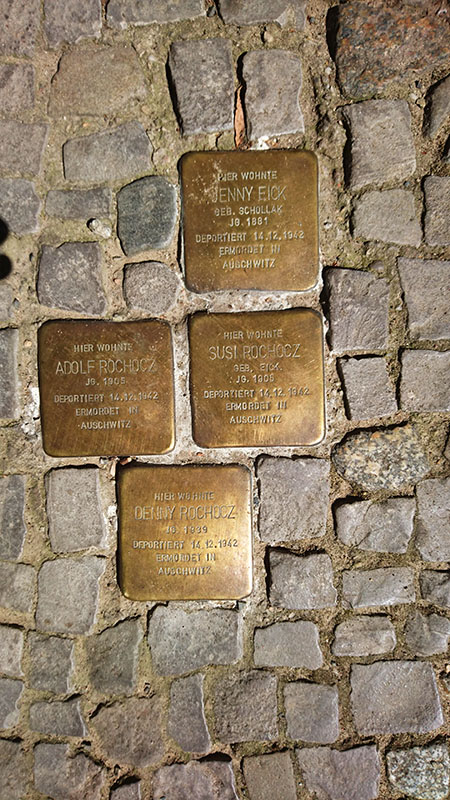 HIER WOHNTE
JENNY EICK
GEB. SCHOLLAK
JG. 1881
DEPORTIERT 14.12.1942
ERMORDET IN
AUSCHWITZ
HIER WOHNTE
ADOLF ROCHOCZ
JG. 1905
DEPORTIERT 14.12.1942
ERMORDET IN
AUSCHWITZ
HIER WOHNTE
SUSI ROCHOCZ
GEB. EICK
JG. 1905
DEPORTIERT 14.12.1942
ERMORDET IN
AUSCHWITZ
HIER WOHNTE
DENNY ROCHOCZ
JG. 1939
DEPORTIERT 14.12.1942
ERMORDET IN
AUSCHWITZ